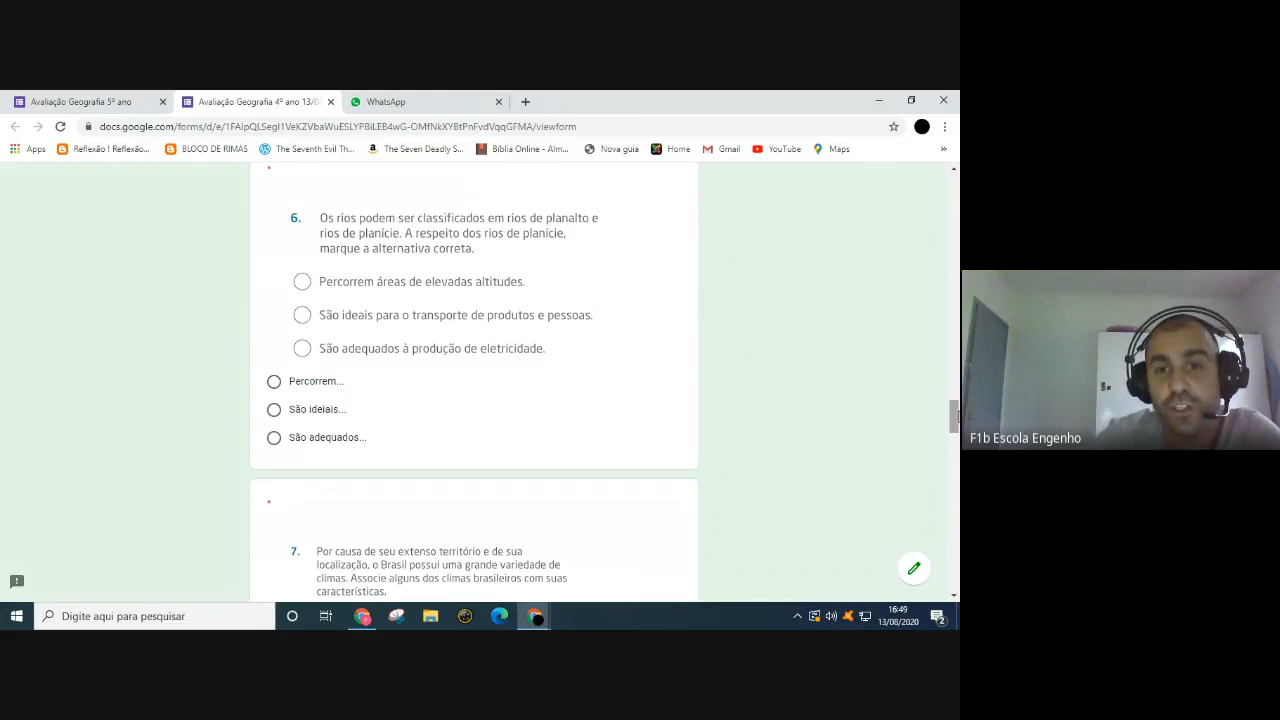 Avaliação Geografia 5º ano
Avaliação Geografia 4º ano 13/0
WhatsApp
docs.google.com/forms/d/e/1FAIpQLSegI1VeKZVbaWuESLYPBiLEB4wG-OMfNkXYBtPnFvdVqqGFMA/viewform
Apps
Reflexão ! Reflexão...
BLOCO DE RIMAS
The Seventh Evil Th...
The Seven Deadly S...
Bíblia Online - Alm...
Nova guia
Home
Gmail
YouTube
Maps
»
*
6. Os rios podem ser classificados em rios de planalto e
rios de planície. A respeito dos rios de planície,
marque a alternativa correta.
Percorrem áreas de elevadas altitudes.
São ideais para o transporte de produtos e pessoas.
São adequados à produção de eletricidade.
Percorrem...
São ideiais...
São adequados...
*
7. Por causa de seu extenso território e de sua
localização, o Brasil possui uma grande variedade de
climas. Associe alguns dos climas brasileiros com suas
características.
F1b Escola Engenho
Digite aqui para pesquisar
16:49
13/08/2020
2